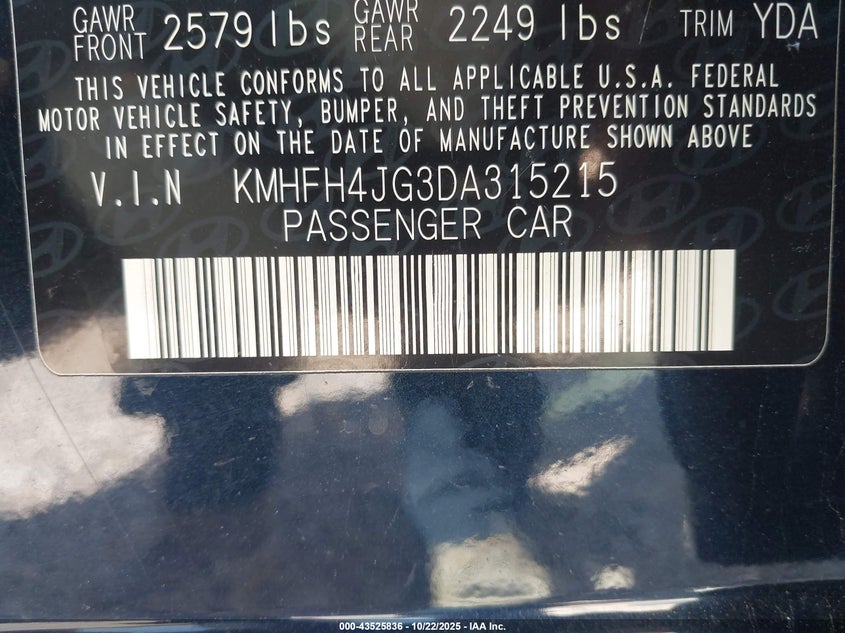 GAWR FRONT 2579 lbs GAWR REAR 2249 lbs TRIM YDA
THIS VEHICLE CONFORMS TO ALL APPLICABLE U.S.A. FEDERAL
MOTOR VEHICLE SAFETY, BUMPER, AND THEFT PREVENTION STANDARDS
IN EFFECT ON THE DATE OF MANUFACTURE SHOWN ABOVE
V.I.N KMHFH4JG3DA315215
PASSENGER CAR
000-43525836 - 10/22/2025 - IAA Inc.